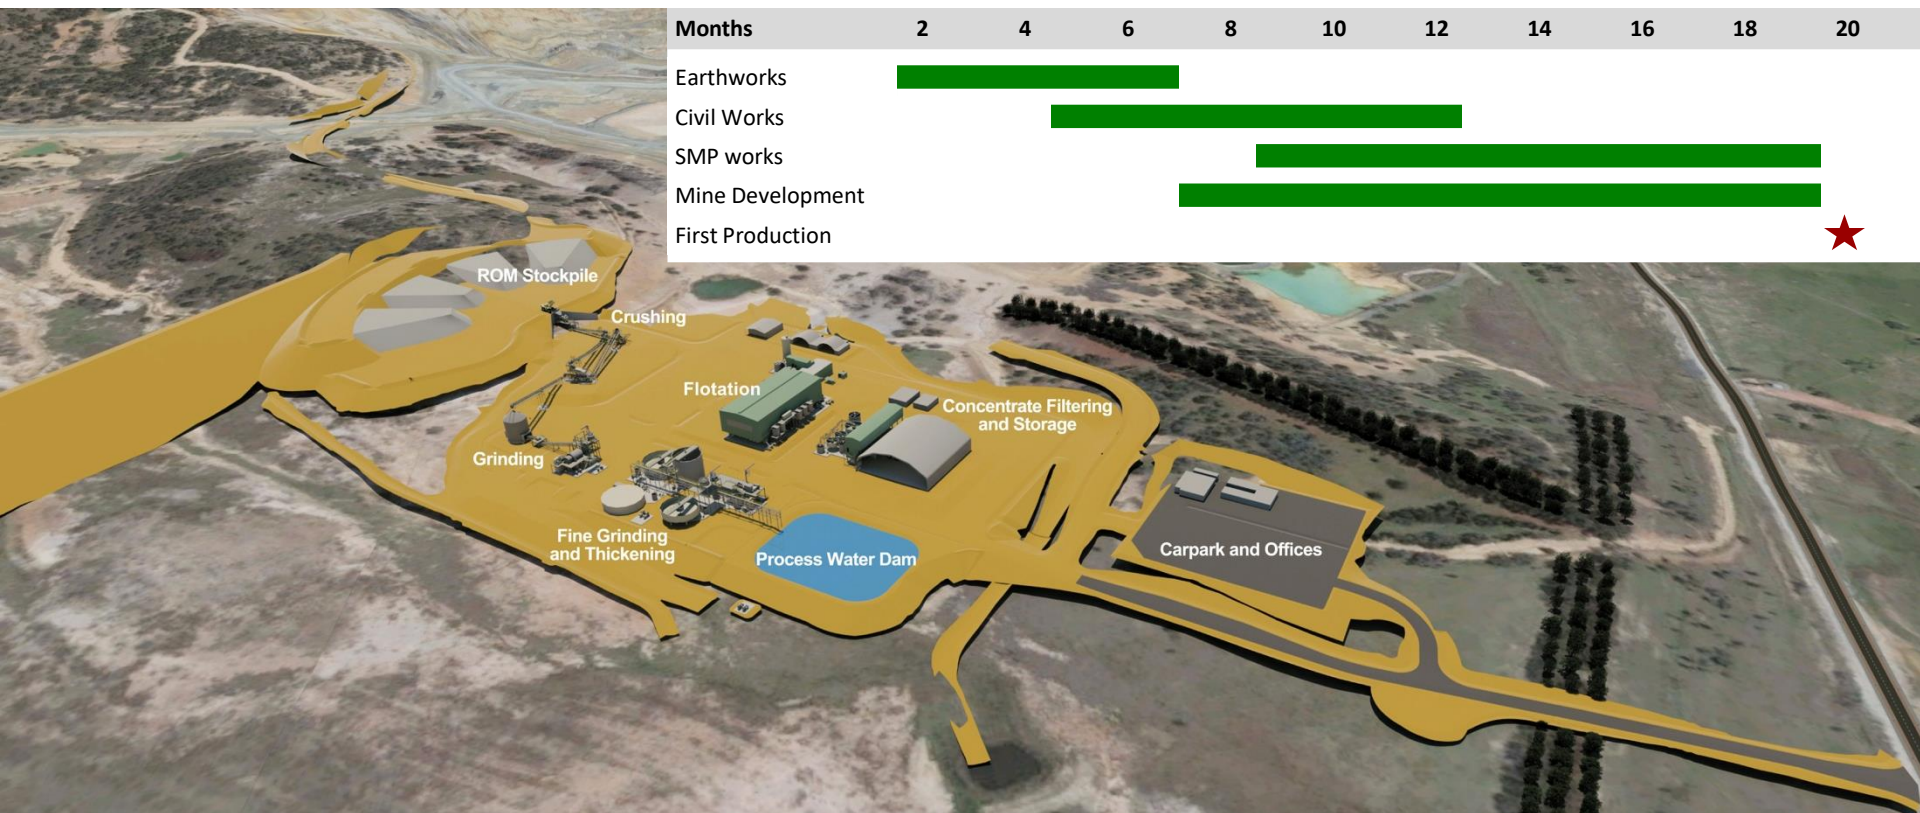 Months 2 4 6 8 10 12 14 16 18 20
Earthworks
Civil Works
SMP works
Mine Development
First Production
ROM Stockpile
Crushing
Flotation
Concentrate Filtering
and Storage
Grinding
Fine Grinding
and Thickening
Process Water Dam
Carpark and Offices